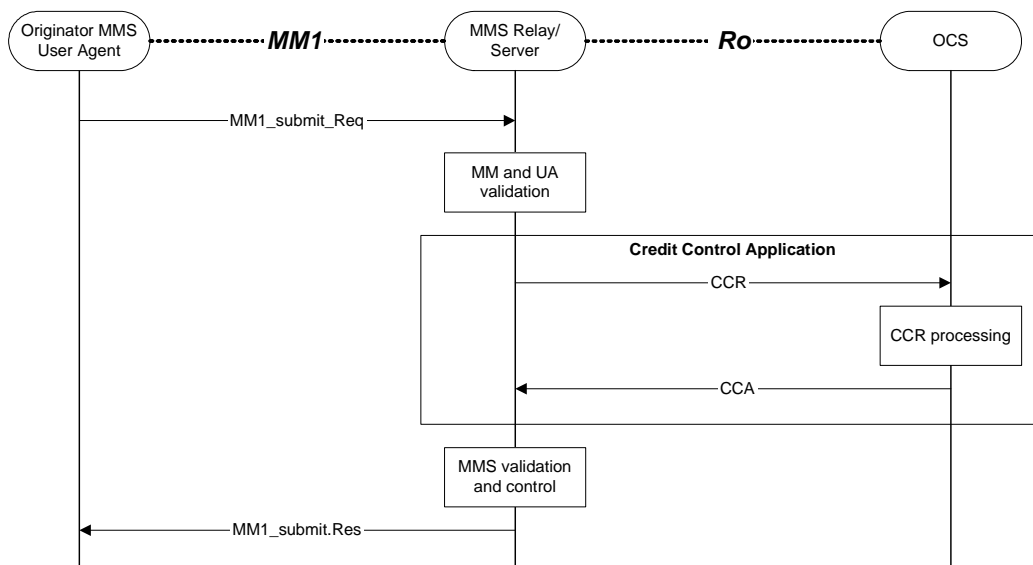 Originator MMS
User Agent
MM1
MMS Relay/
Server
Ro
OCS
MM1_submit_Req
MM and UA
validation
Credit Control Application
CCR
CCR processing
CCA
MMS validation
and control
MM1_submit.Res